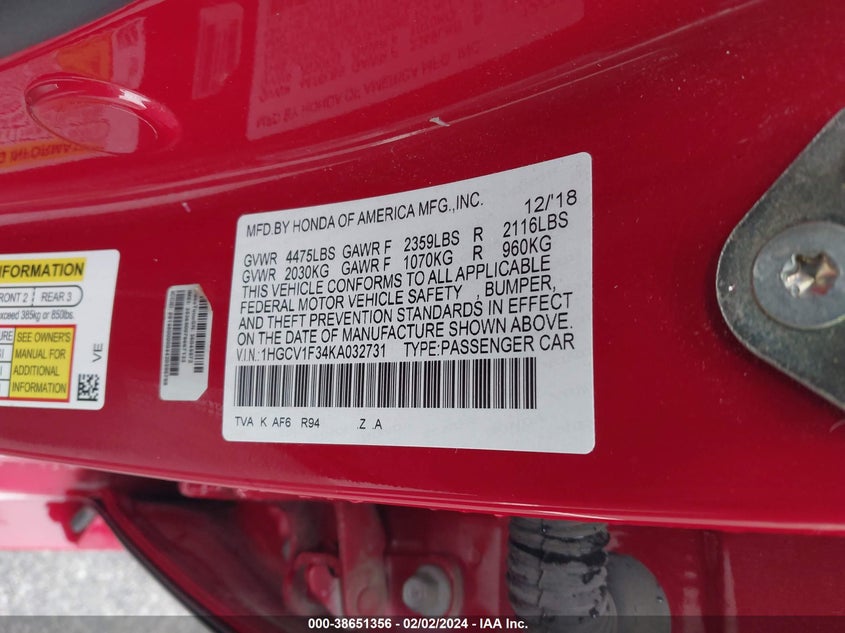 MFD.BY HONDA OF AMERICA MFG.,INC. 12/'18
GVWR 4475LBS GAWR F 2359LBS R 2116LBS
GVWR 2030KG GAWR F 1070KG R 960KG
THIS VEHICLE CONFORMS TO ALL APPLICABLE
FEDERAL MOTOR VEHICLE SAFETY , BUMPER,
AND THEFT PREVENTION STANDARDS IN EFFECT
ON THE DATE OF MANUFACTURE SHOWN ABOVE.
V.I.N.:1HGCV1F34KA032731 TYPE:PASSENGER CAR
TVA K AF6 R94 .Z .A
INFORMATION
FRONT 2 REAR 3
exceed 385kg or 850lbs.
SEE OWNER'S
MANUAL FOR
ADDITIONAL
INFORMATION
VE
000-38651356 - 02/02/2024 - IAA Inc.